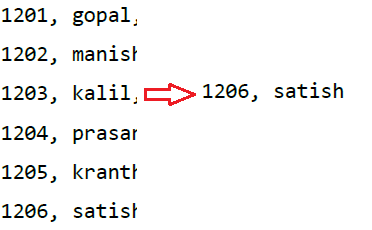 1201, gopal,
1202, manish
1203, kalil,
1204, prasan
1205, kranth
1206, satish
1206, satish